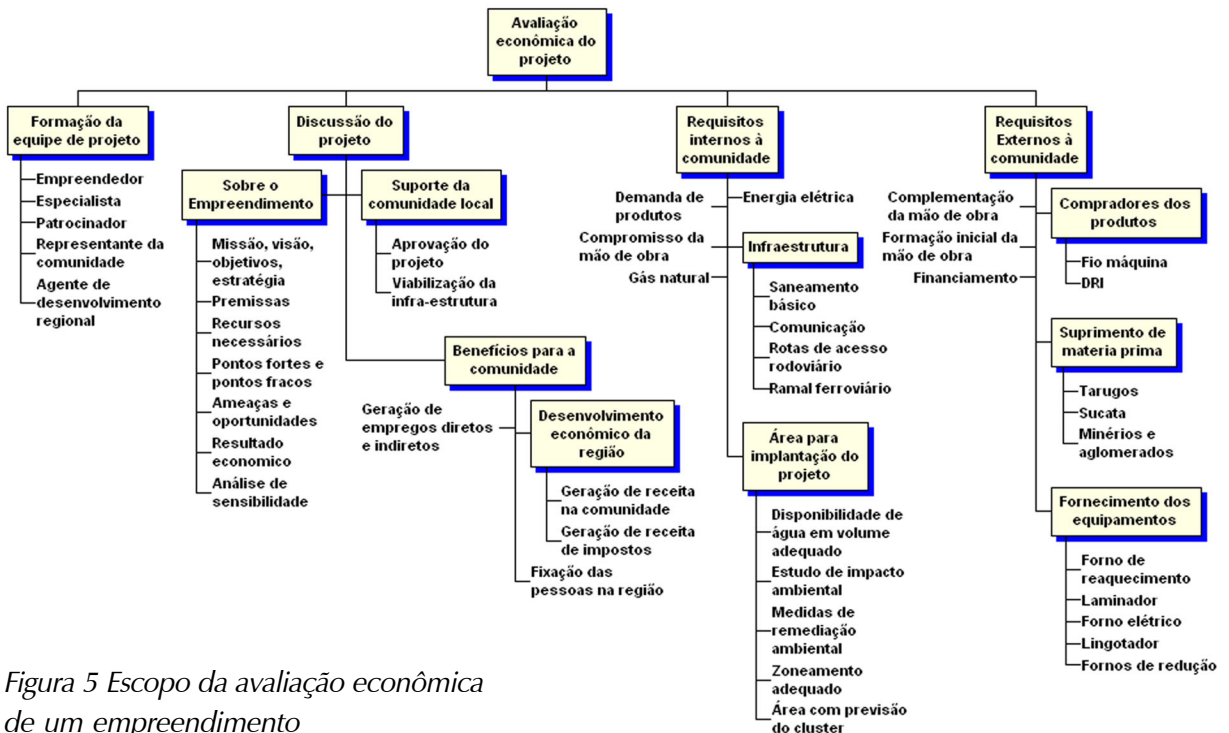 Avaliação
econômica do
projeto
Formação da
equipe de projeto
Empreendedor
Especialista
Patrocinador
Representante da
comunidade
Agente de
desenvolvimento
regional
Discussão do
projeto
Sobre o
Empreendimento
Missão, visão,
objetivos,
estratégia
Premissas
Recursos
necessários
Pontos fortes e
pontos fracos
Ameaças e
oportunidades
Resultado
economico
Análise de
sensibilidade
Suporte da
comunidade local
Aprovação do
projeto
Viabilização da
infra-estrutura
Benefícios para a
comunidade
Geração de
empregos diretos
e indiretos
Desenvolvimento
econômico da
região
Geração de receita
na comunidade
Geração de receita
de impostos
Fixação das
pessoas na região
Requisitos
internos à
comunidade
Demanda de
produtos
Compromisso da
mão de obra
Gás natural
Energia elétrica
Infraestrutura
Saneamento
básico
Comunicação
Rotas de acesso
rodoviário
Ramal ferroviário
Área para
implantação do
projeto
Disponibilidade de
água em volume
adequado
Estudo de impacto
ambiental
Medidas de
remediação
ambiental
Zoneamento
adequado
Área com previsão
do cluster
Requisitos
Externos à
comunidade
Complementação
da mão de obra
Formação inicial da
mão de obra
Financiamento
Compradores dos
produtos
Fio máquina
DRI
Suprimento de
materia prima
Tarugos
Sucata
Minérios e
aglomerados
Fornecimento dos
equipamentos
Forno de
reaquecimento
Laminador
Forno elétrico
Lingotador
Fornos de redução
Figura 5 Escopo da avaliação econômica
de um empreendimento